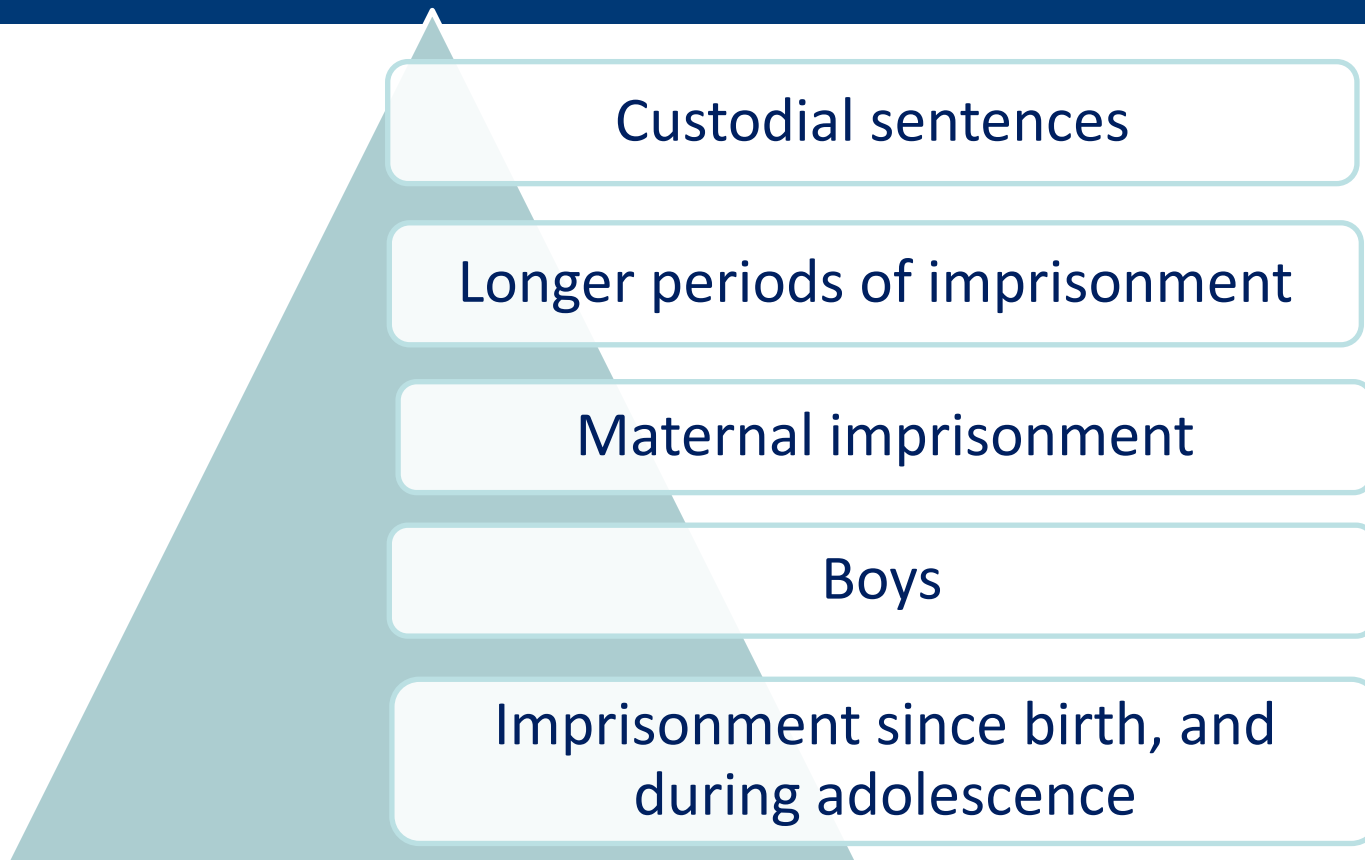 Custodial sentences
Longer periods of imprisonment
Maternal imprisonment
Boys
Imprisonment since birth, and
during adolescence